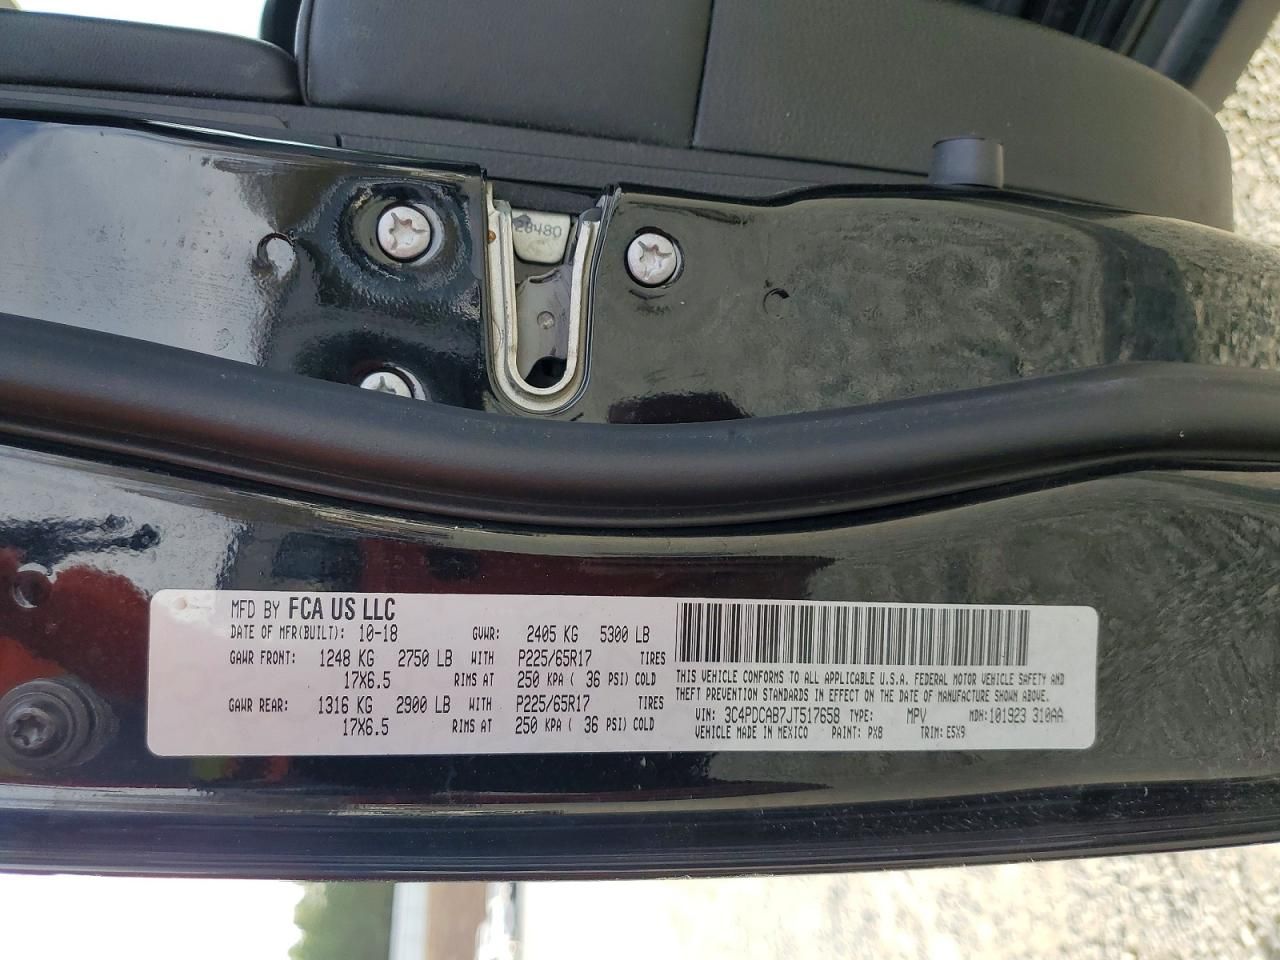 28480
MFD BY FCA US LLC
DATE OF MFR(BUILT): 10-18 GVWR: 2405 KG 5300 LB
GAWR FRONT: 1248 KG 2750 LB WITH P225/65R17 TIRES
17X6.5 RIMS AT 250 KPA ( 36 PSI) COLD
GAWR REAR: 1316 KG 2900 LB WITH P225/65R17 TIRES
17X6.5 RIMS AT 250 KPA ( 36 PSI) COLD
THIS VEHICLE CONFORMS TO ALL APPLICABLE U.S.A. FEDERAL MOTOR VEHICLE SAFETY AND
THEFT PREVENTION STANDARDS IN EFFECT ON THE DATE OF MANUFACTURE SHOWN ABOVE.
VIN: 3C4PDCAB7JT517658 TYPE: MPV MDH:101923 310AA
VEHICLE MADE IN MEXICO PAINT: PX8 TRIM:E5X9